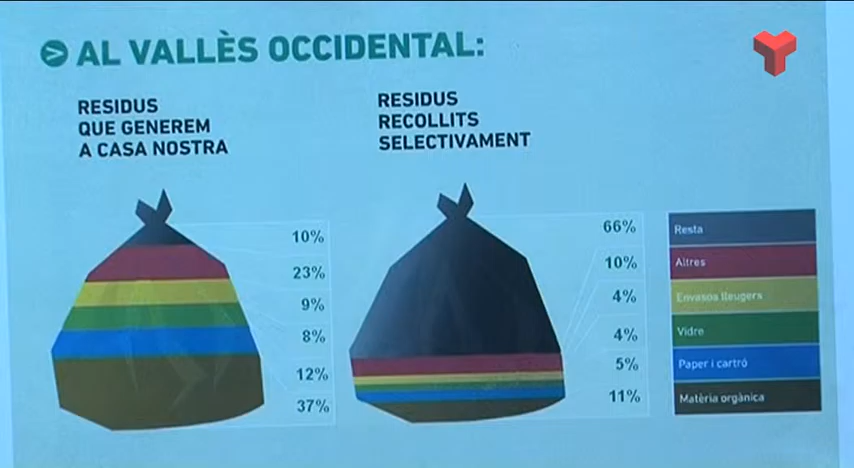 AL VALLÈS OCCIDENTAL:
RESIDUS
QUE GENEREM
A CASA NOSTRA
10%
23%
9%
8%
12%
37%
RESIDUS
RECOLLITS
SELECTIVAMENT
66%
10%
4%
4%
5%
11%
Resta
Altres
Envasos lleugers
Vidre
Paper i cartró
Matèria orgànica